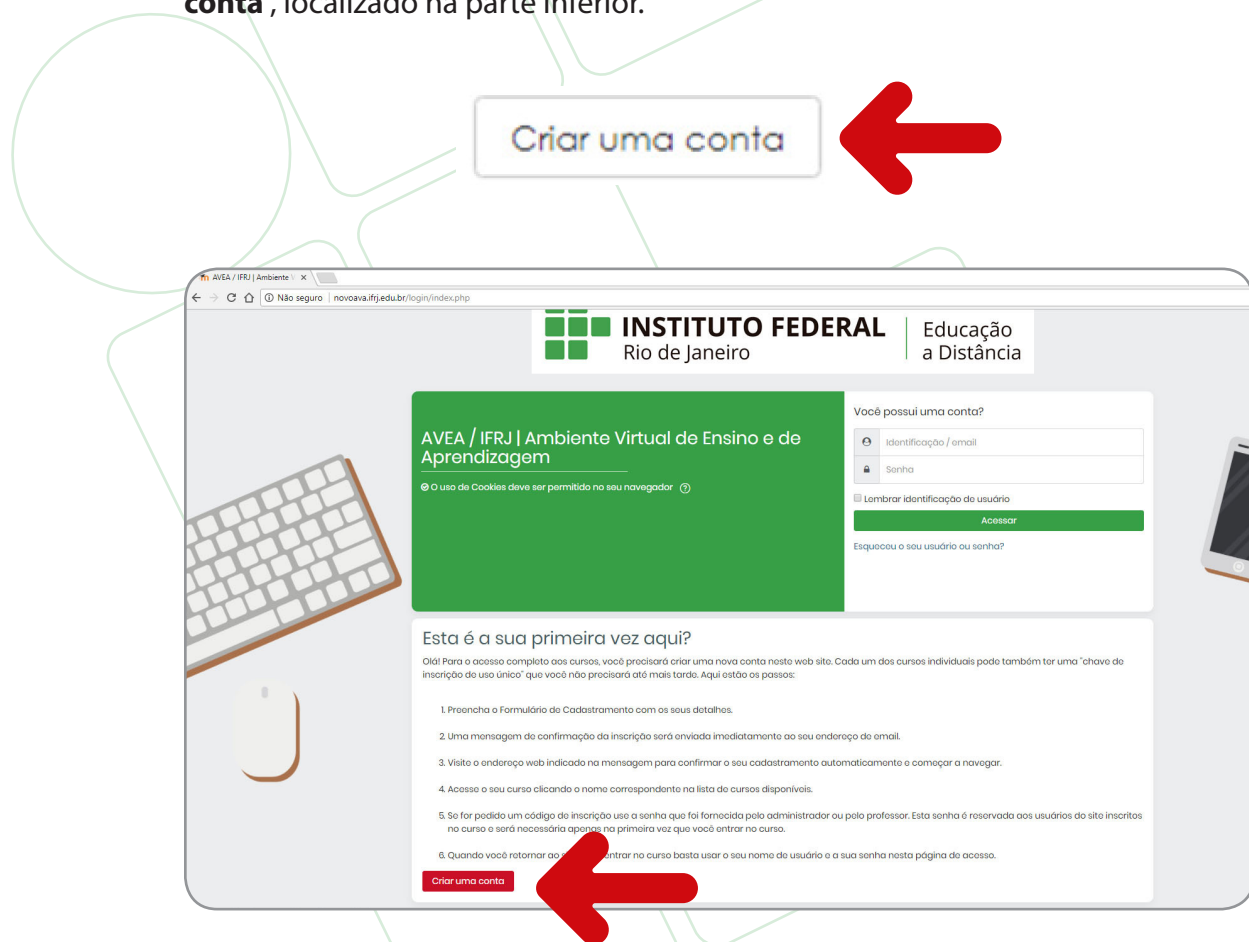 conta", localizado na parte inferior.
Criar uma conta
AVEA / IFRJ | Ambiente V
Não seguro | novoava.ifrj.edu.br/login/index.php
INSTITUTO FEDERAL
Rio de Janeiro
Educação
a Distância
AVEA / IFRJ | Ambiente Virtual de Ensino e de
Aprendizagem
O uso de Cookies deve ser permitido no seu navegador
Você possui uma conta?
Identificação / email
Senha
Lembrar identificação de usuário
Acessar
Esqueceu o seu usuário ou senha?
Esta é a sua primeira vez aqui?
Olá! Para o acesso completo aos cursos, você precisará criar uma nova conta neste web site. Cada um dos cursos individuais pode também ter uma "chave de
inscrição de uso único" que você não precisará até mais tarde. Aqui estão os passos:
1. Preencha o Formulário de Cadastramento com os seus detalhes.
2. Uma mensagem de confirmação da inscrição será enviada imediatamente ao seu endereço de email.
3. Visite o endereço web indicado na mensagem para confirmar o seu cadastramento automaticamente e começar a navegar.
4. Acesse o seu curso clicando o nome correspondente na lista de cursos disponíveis.
5. Se for pedido um código de inscrição use a senha que foi fornecida pelo administrador ou pelo professor. Esta senha é reservada aos usuários do site inscritos
no curso e será necessária apenas na primeira vez que você entrar no curso.
6. Quando você retornar ao entrar no curso basta usar o seu nome de usuário e a sua senha nesta página de acesso.
Criar uma conta